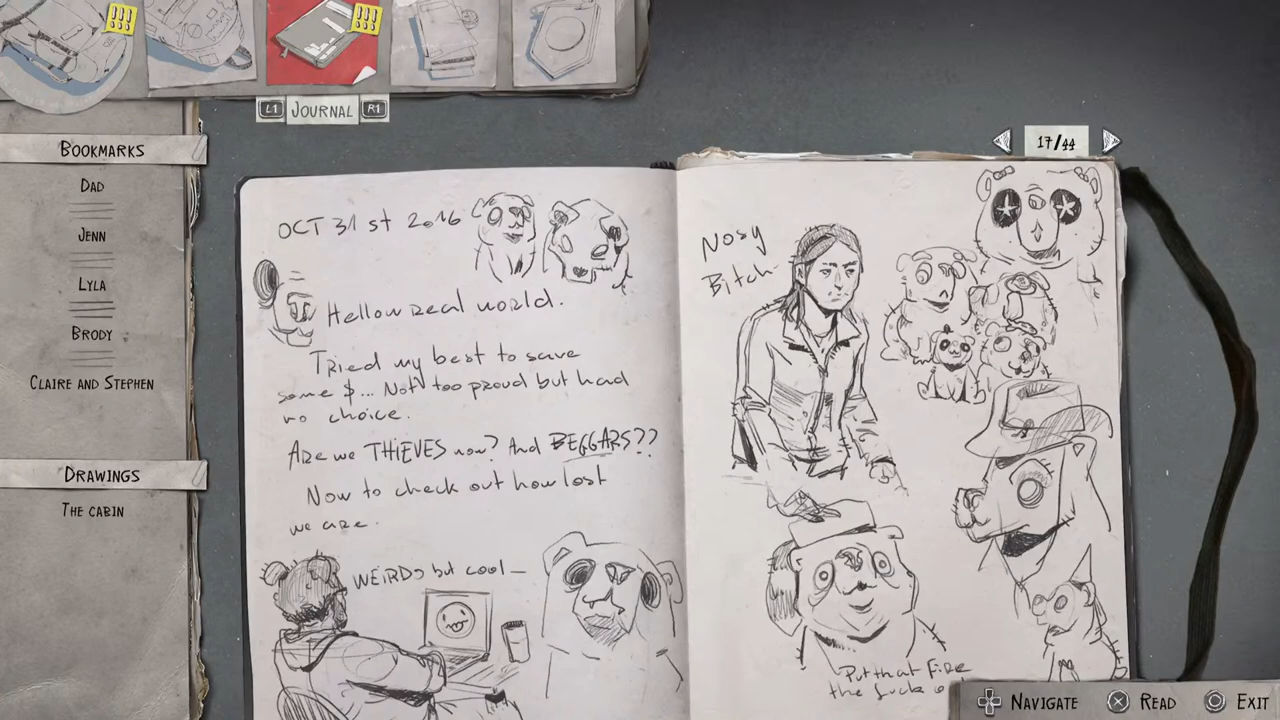 !!!
!!!
L1 JOURNAL R1
BOOKMARKS
DAD
JENN
LYLA
BRODY
CLAIRE AND STEPHEN
DRAWINGS
THE CABIN
17/44
OCT 31 st 2016
Hellow real world.
Tried my best to save
some $... Not too proud but had
no choice.
Are we THIEVES now? And BEGGARS??
Now to check out how lost
we are.
WEIRDO but cool
Nosy
Bitch
Put that Fire
the fuck
NAVIGATE
READ
EXIT